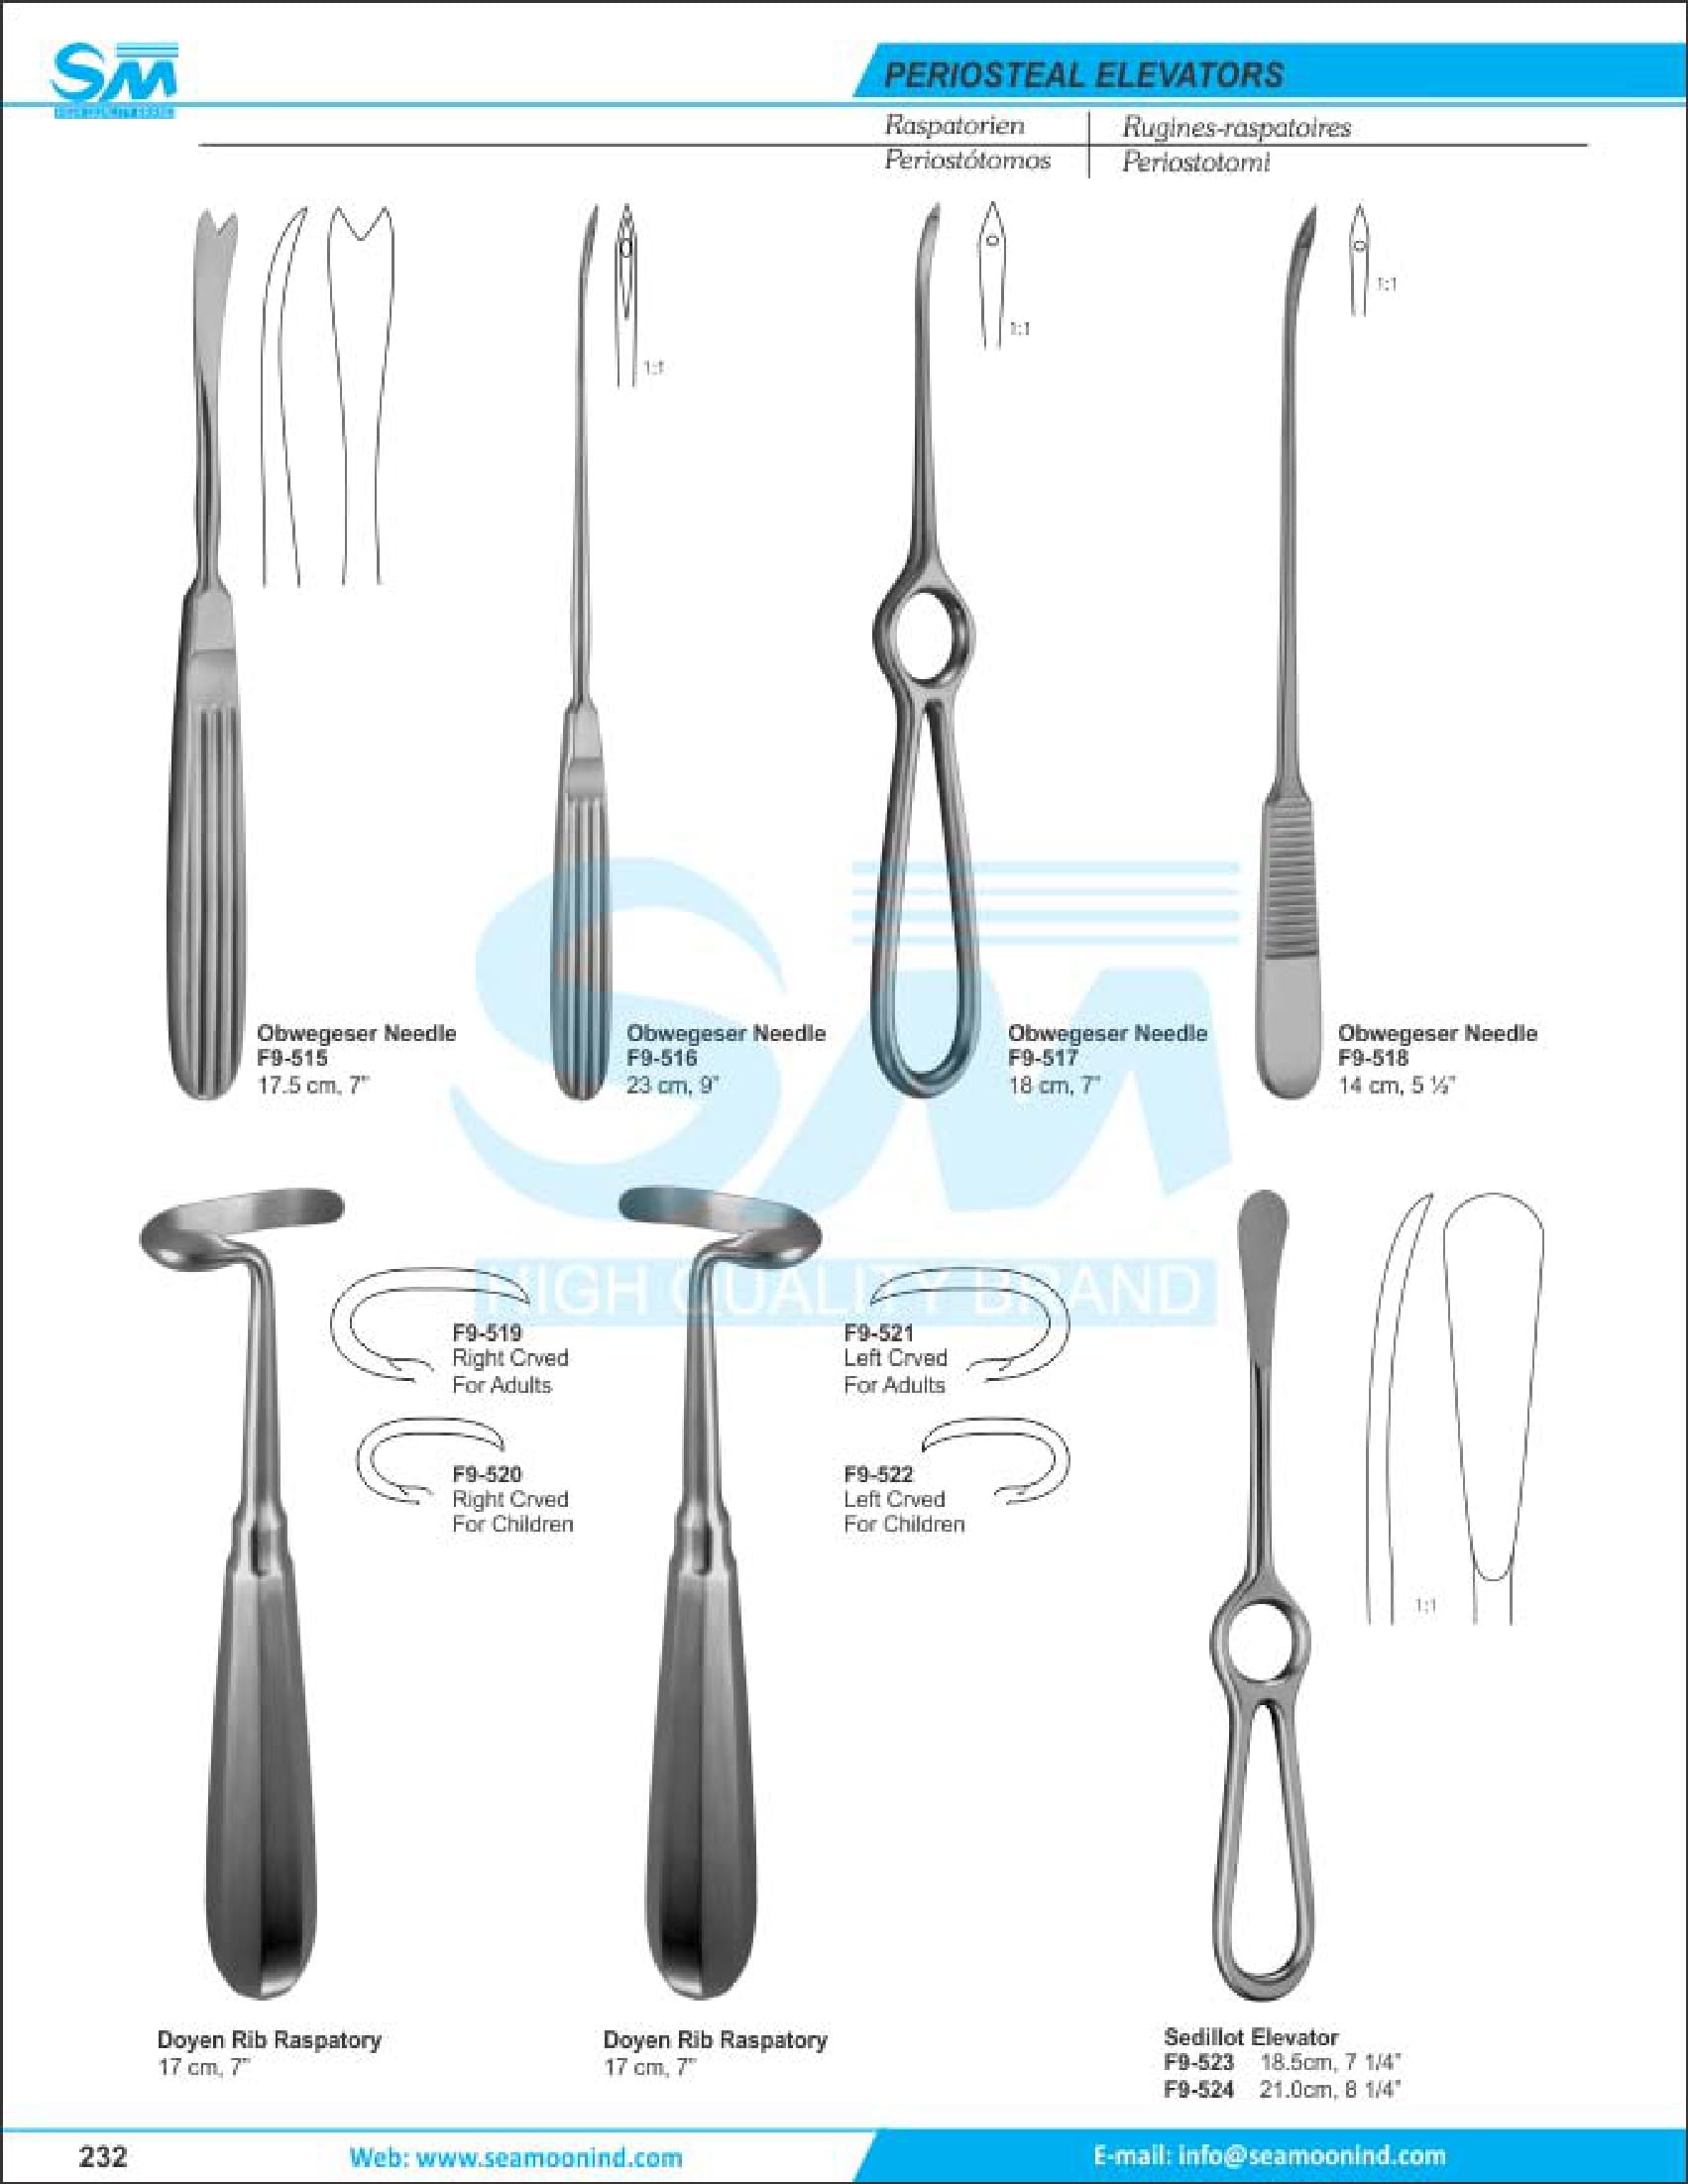 SM
PERIOSTEAL ELEVATORS
Raspatorien
Rugines-raspatoires
Periostótomos
Periostotomi
1:1
1:1
1:1
Obwegeser Needle
F9-515
17.5 cm, 7"
Obwegeser Needle
F9-516
23 cm, 9"
Obwegeser Needle
F9-517
18 cm, 7"
Obwegeser Needle
F9-518
14 cm, 5 ½"
SM
HIGH QUALITY BRAND
F9-519
Right Crved
For Adults
F9-520
Right Crved
For Children
F9-521
Left Crved
For Adults
F9-522
Left Crved
For Children
1:1
Doyen Rib Raspatory
17 cm, 7"
Doyen Rib Raspatory
17 cm, 7"
Sedillot Elevator
F9-523 18.5cm, 7 1/4"
F9-524 21.0cm, 8 1/4"
232
Web: www.seamoonind.com
E-mail: info@seamoonind.com